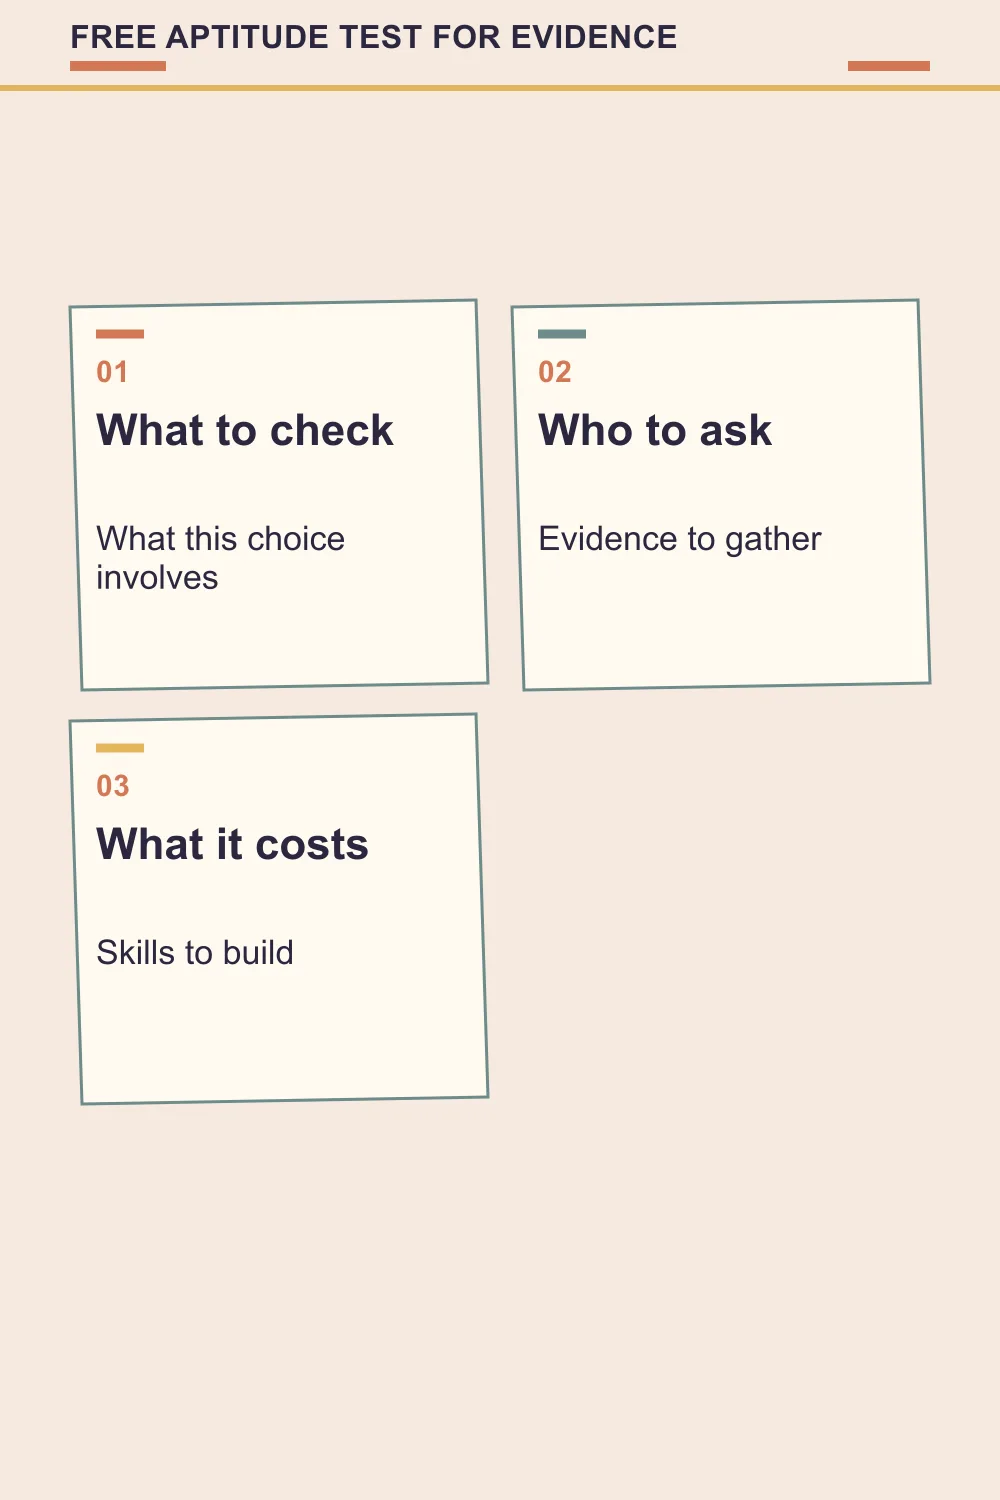 FREE APTITUDE TEST FOR EVIDENCE
01
What to check
What this choice
involves
02
Who to ask
Evidence to gather
03
What it costs
Skills to build